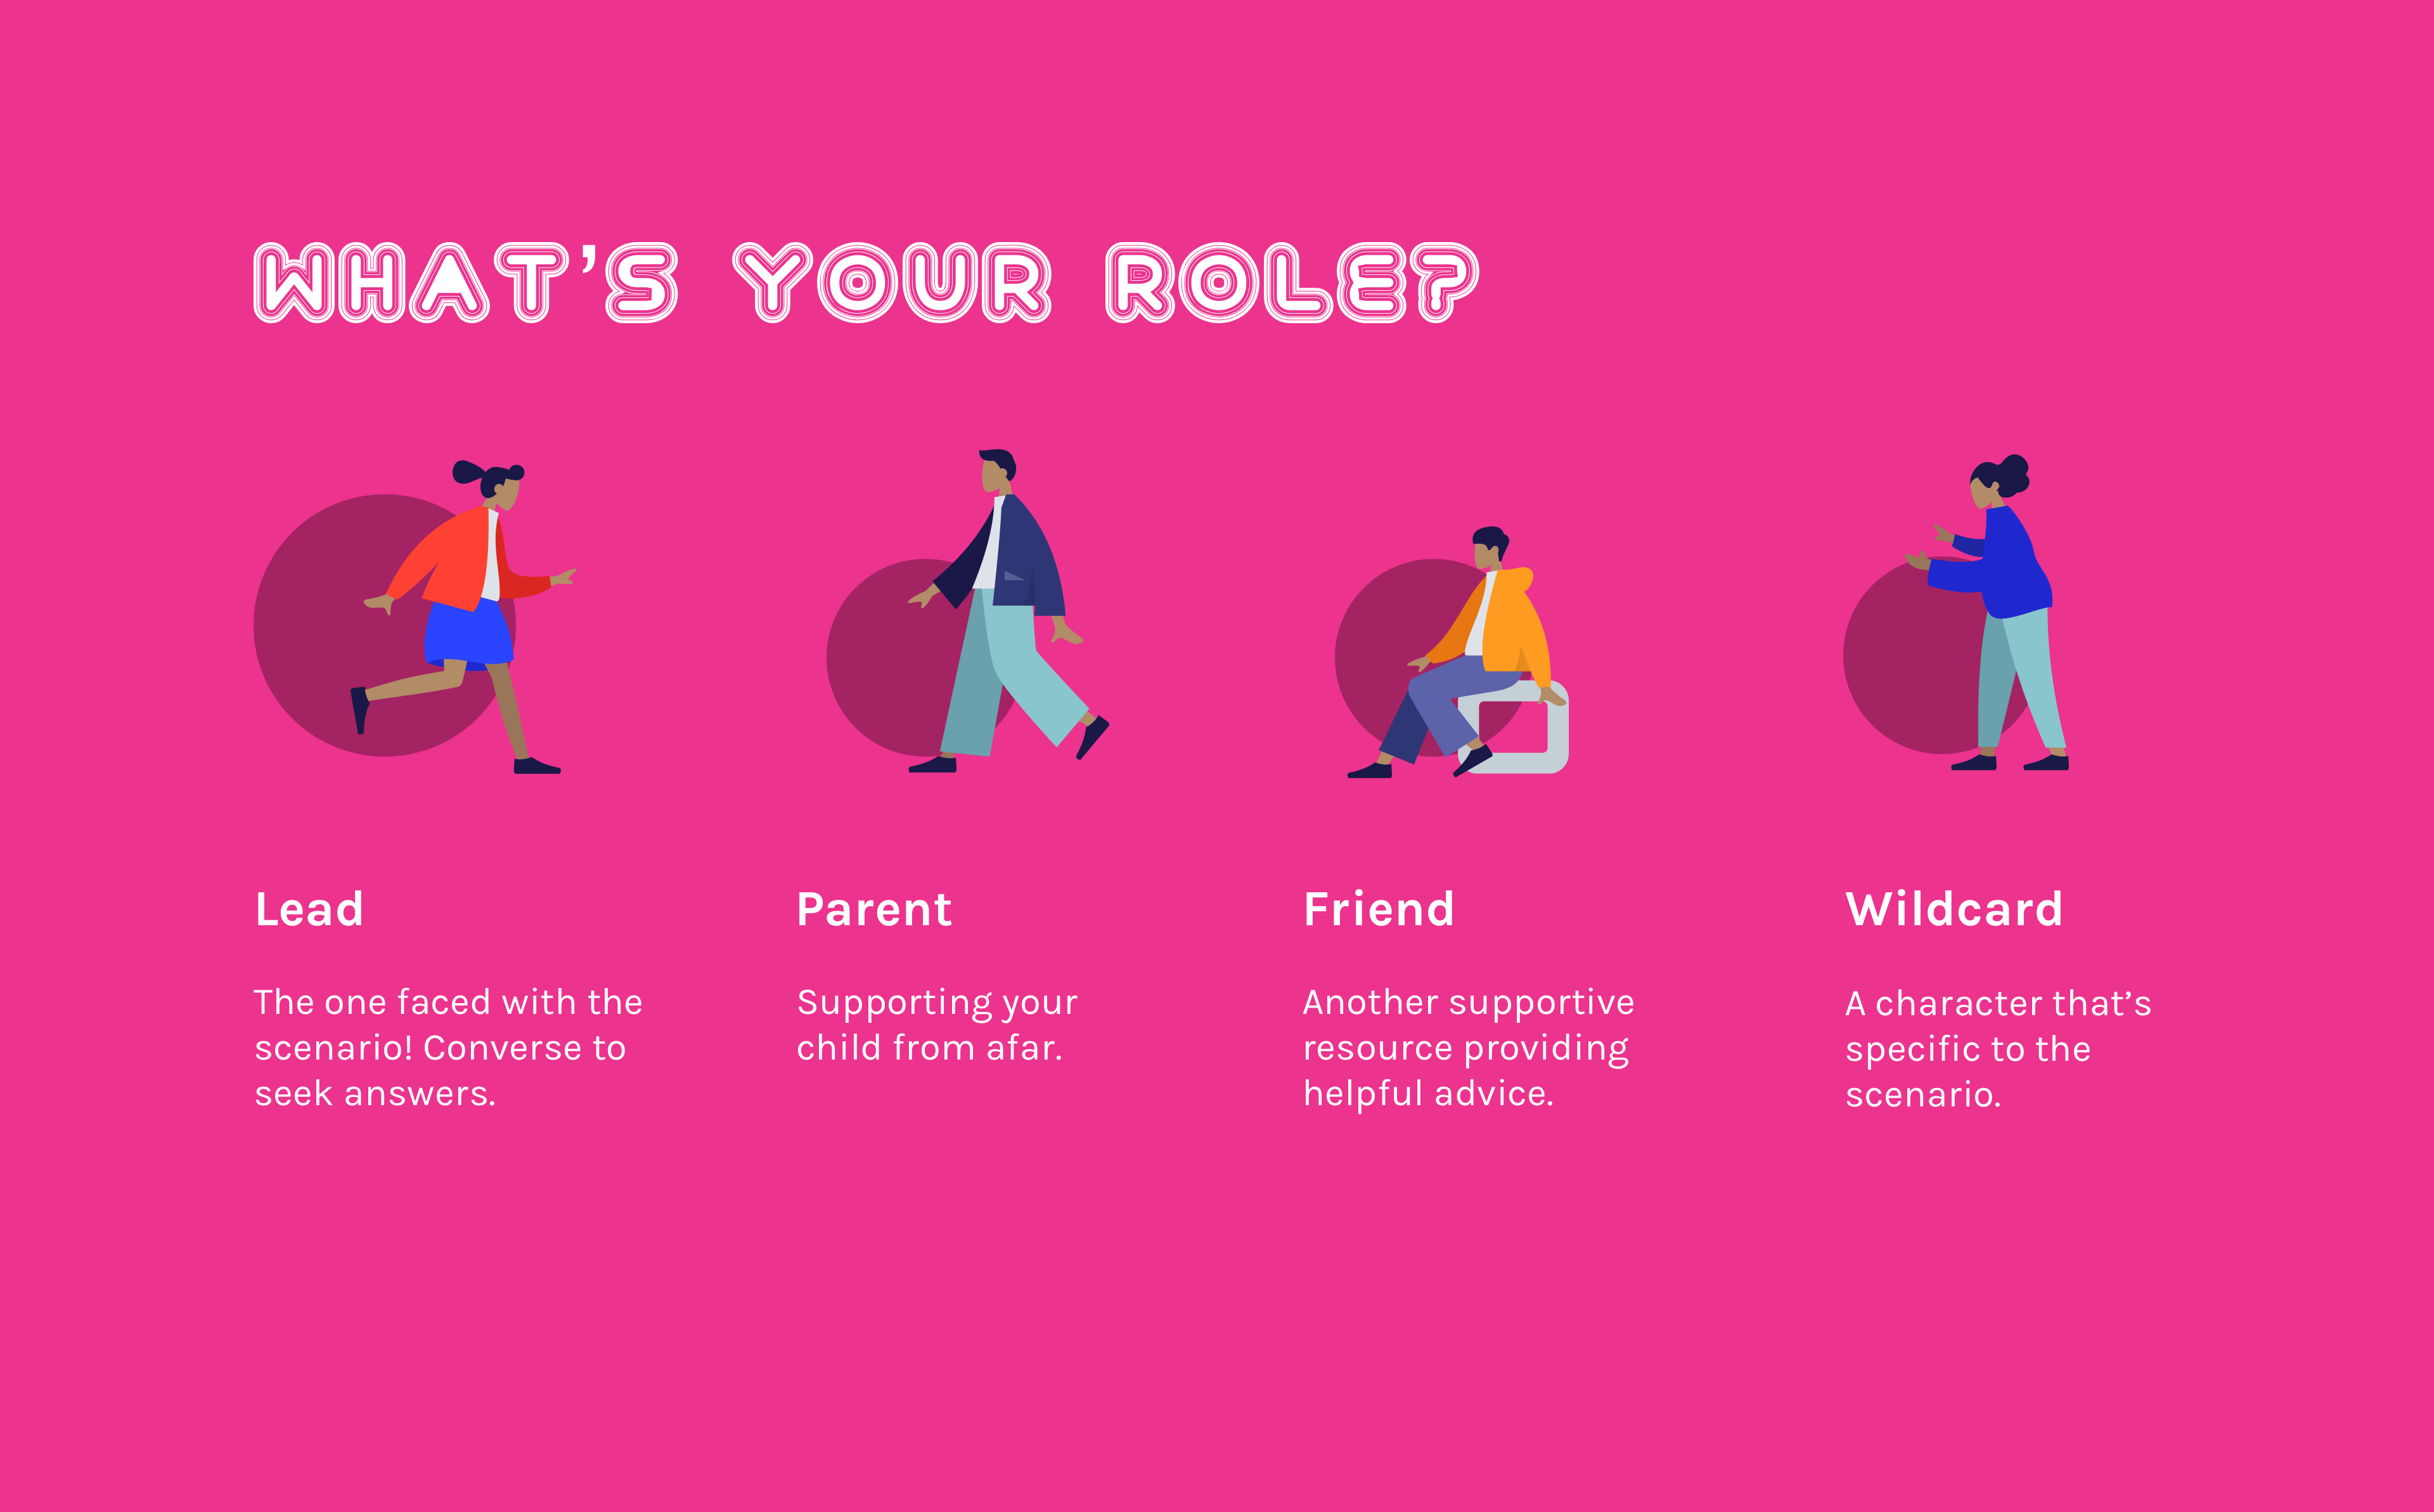 WHAT’S YOUR ROLE?
Lead
The one faced with the
scenario! Converse to
seek answers.
Parent
Supporting your
child from afar.
Friend
Another supportive
resource providing
helpful advice.
Wildcard
A character that’s
specific to the
scenario.